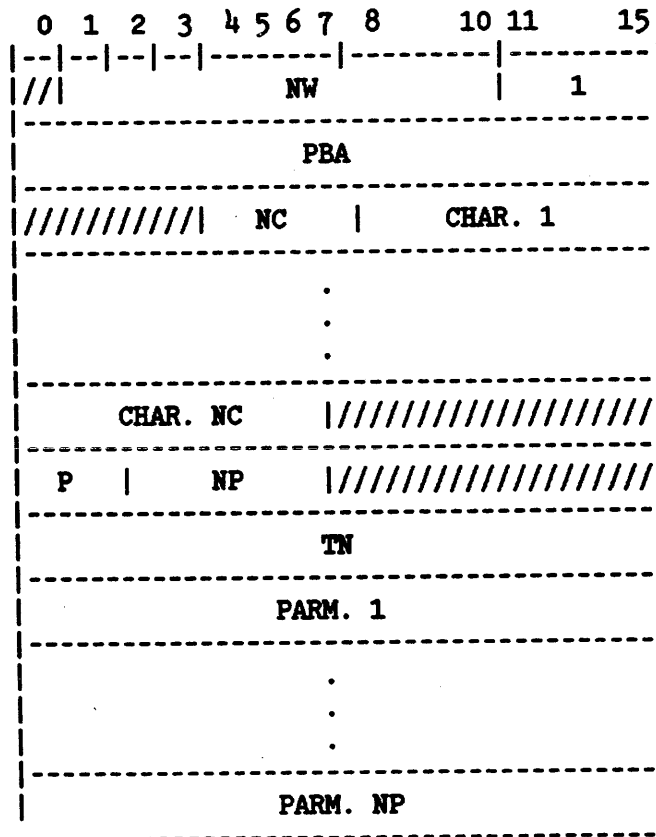 0 1 2 3 4 5 6 7 8 10 11 15
|--|--|--|--|--------|----------|----------
|//| NW | 1
PBA
|///////////| NC | CHAR. 1
.
.
.
CHAR. NC |////////////////////
P | NP |////////////////////
TN
PARM. 1
.
.
.
PARM. NP